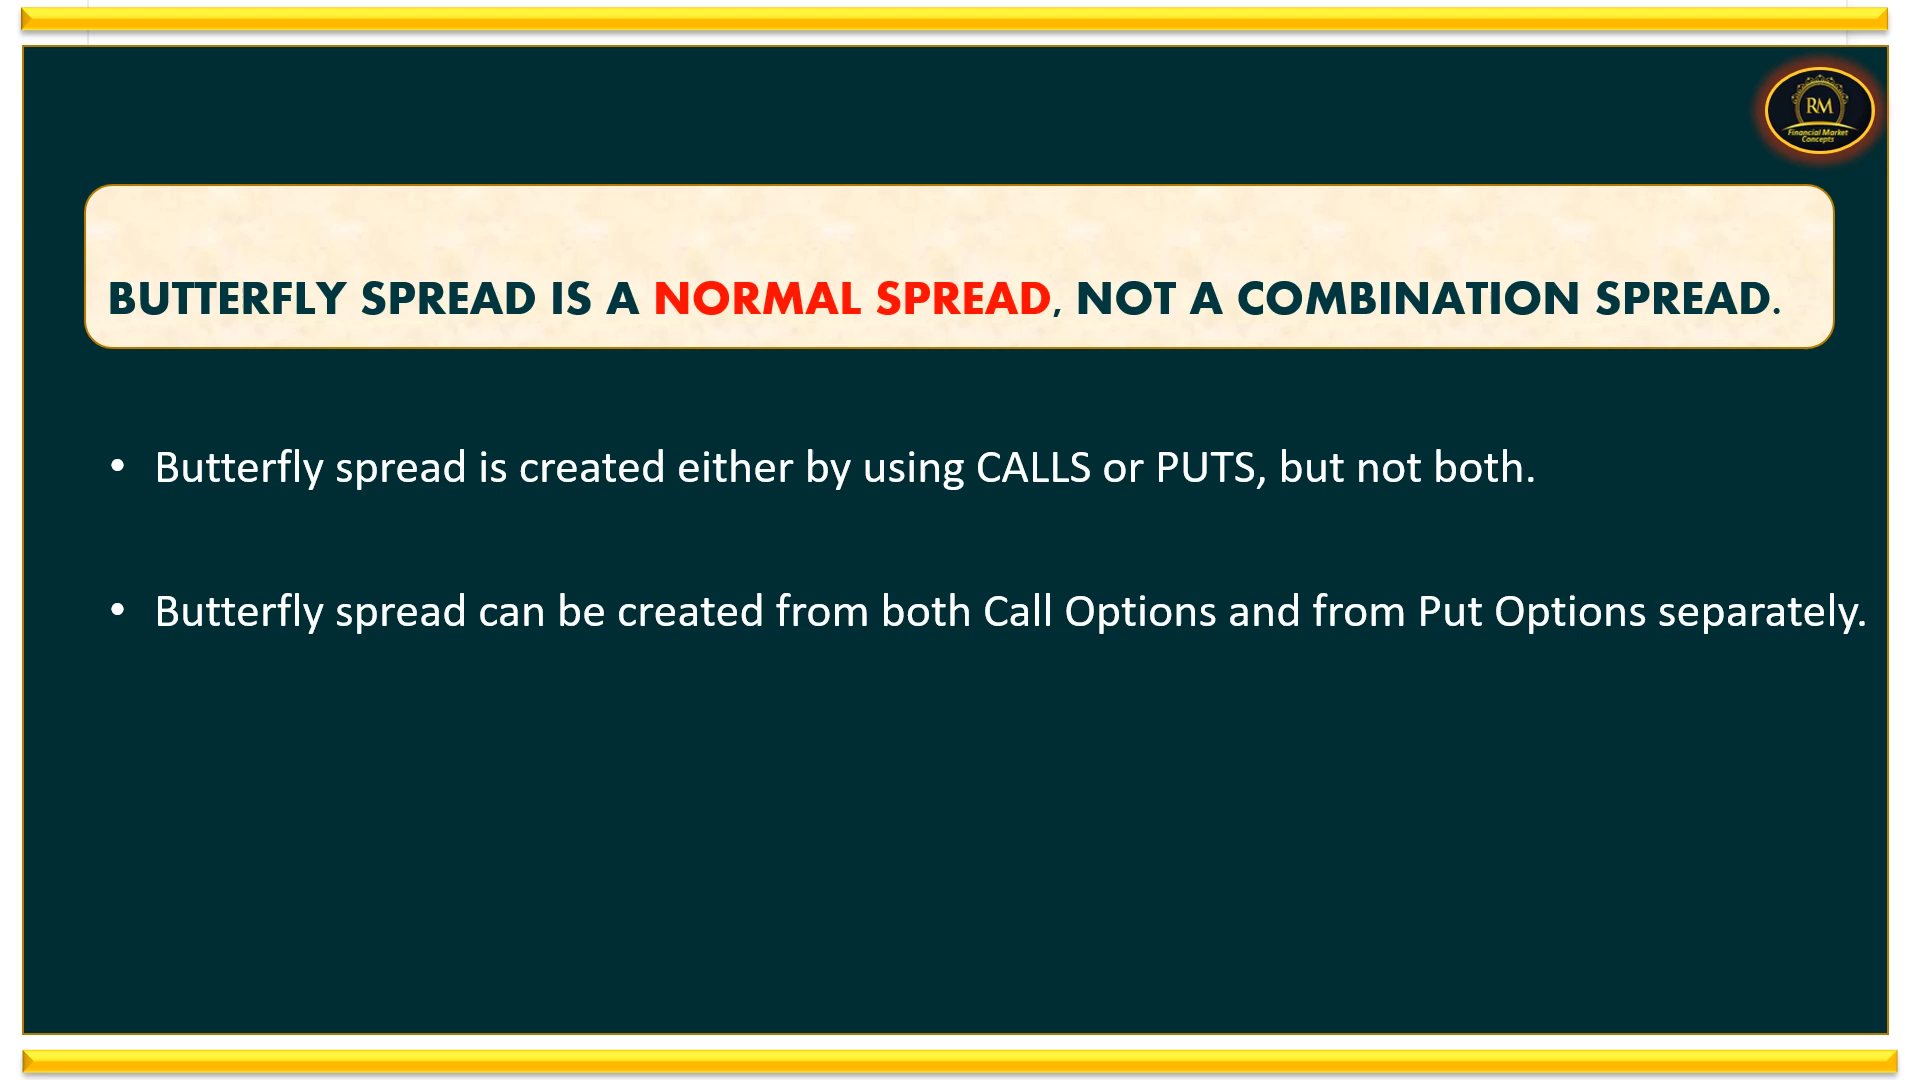 RM
Financial Market
Concepts
BUTTERFLY SPREAD IS A NORMAL SPREAD, NOT A COMBINATION SPREAD.
• Butterfly spread is created either by using CALLS or PUTS, but not both.
• Butterfly spread can be created from both Call Options and from Put Options separately.